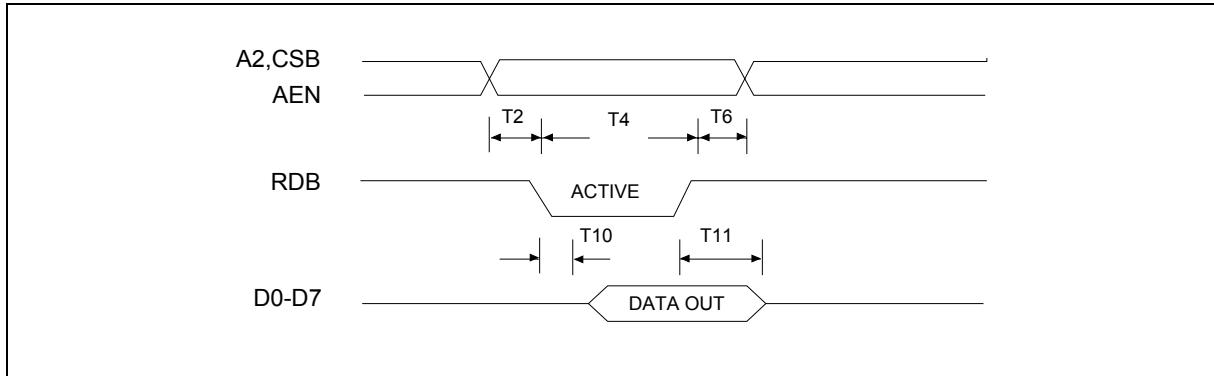 A2,CSB
AEN
T2 T4 T6
RDB
ACTIVE
T10 T11
D0-D7
DATA OUT